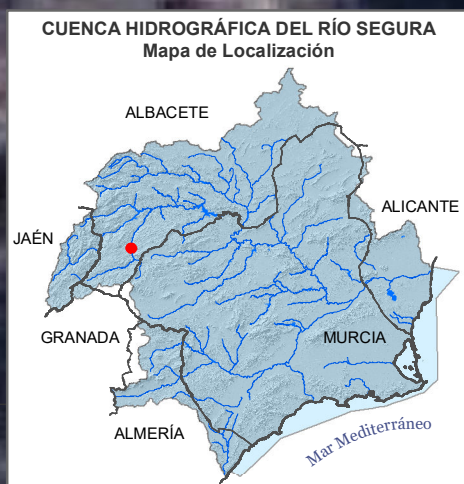 CUENCA HIDROGRÁFICA DEL RÍO SEGURA
Mapa de Localización
ALBACETE
ALICANTE
JAÉN
GRANADA
MURCIA
ALMERÍA
Mar Mediterráneo